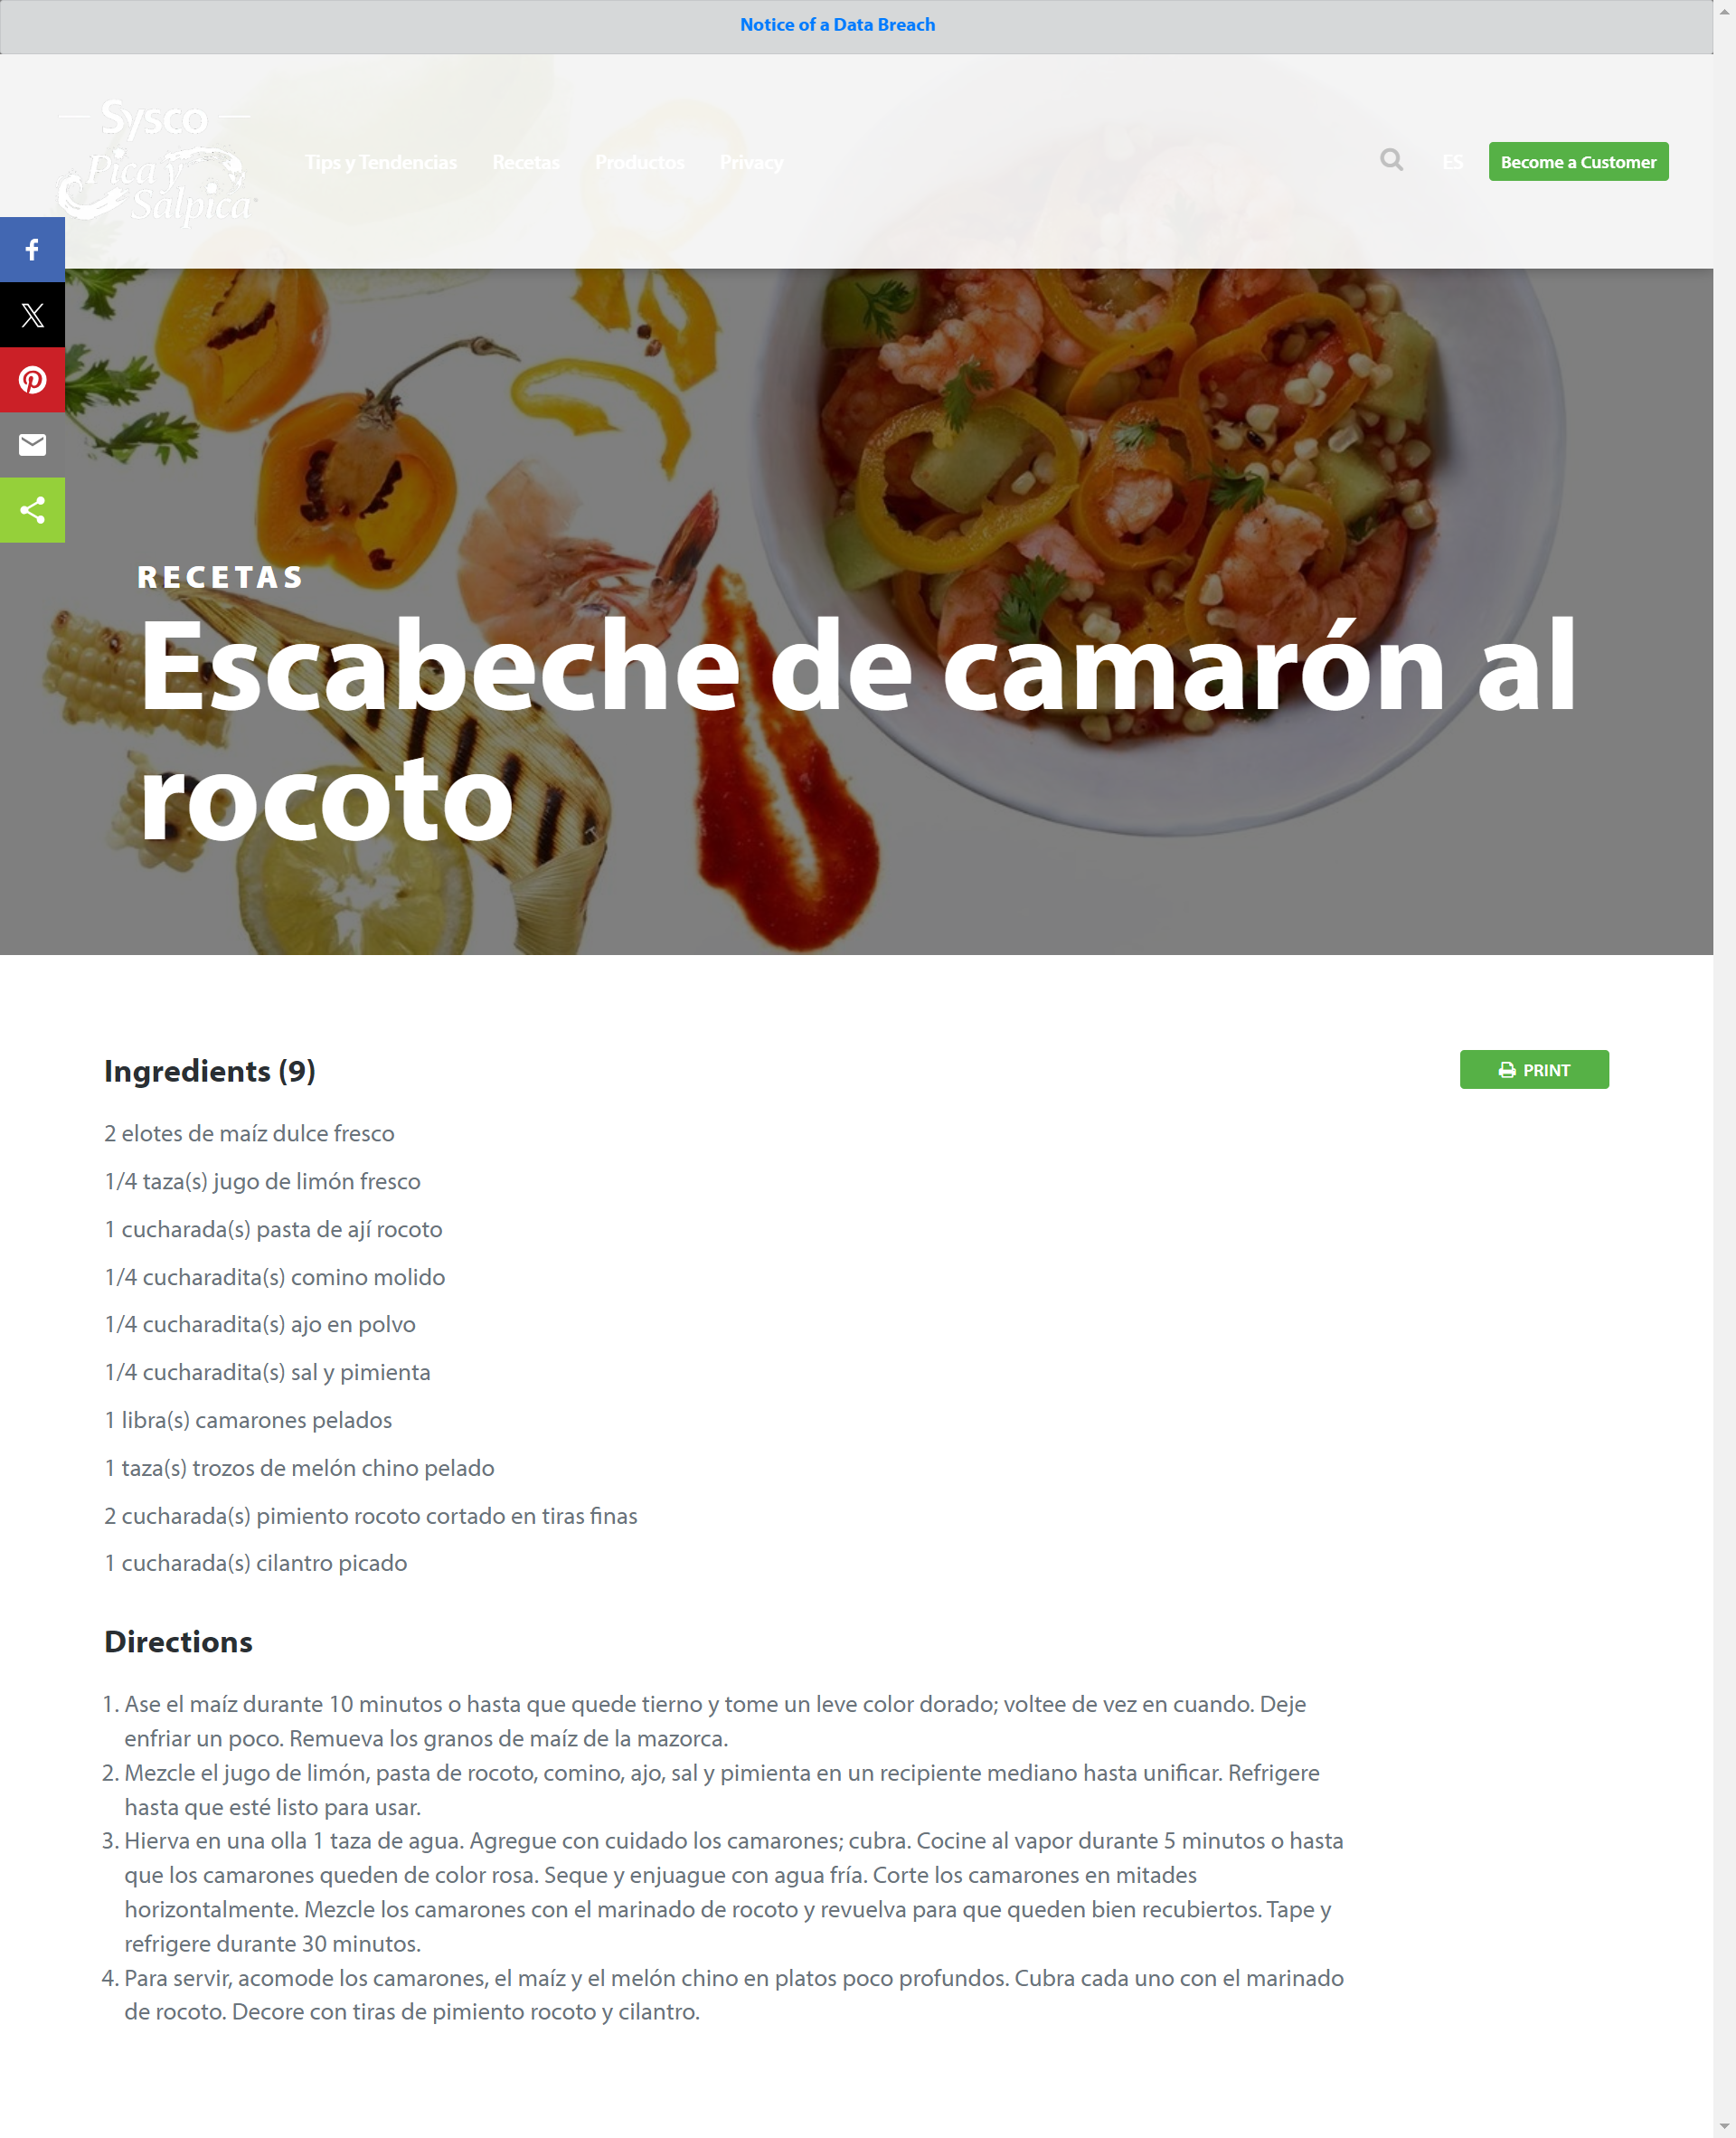 Notice of a Data Breach
Sysco
Pica y
Salpica
Tips y Tendencias
Recetas
Productos
Privacy
ES
Become a Customer
RECETAS
Escabeche de camarón al
rocoto
Ingredients (9)
PRINT
2 elotes de maíz dulce fresco
1/4 taza(s) jugo de limón fresco
1 cucharada(s) pasta de ají rocoto
1/4 cucharadita(s) comino molido
1/4 cucharadita(s) ajo en polvo
1/4 cucharadita(s) sal y pimienta
1 libra(s) camarones pelados
1 taza(s) trozos de melón chino pelado
2 cucharada(s) pimiento rocoto cortado en tiras finas
1 cucharada(s) cilantro picado
Directions
1. Ase el maíz durante 10 minutos o hasta que quede tierno y tome un leve color dorado; voltee de vez en cuando. Deje
enfriar un poco. Remueva los granos de maíz de la mazorca.
2. Mezcle el jugo de limón, pasta de rocoto, comino, ajo, sal y pimienta en un recipiente mediano hasta unificar. Refrigere
hasta que esté listo para usar.
3. Hierva en una olla 1 taza de agua. Agregue con cuidado los camarones; cubra. Cocine al vapor durante 5 minutos o hasta
que los camarones queden de color rosa. Seque y enjuague con agua fría. Corte los camarones en mitades
horizontalmente. Mezcle los camarones con el marinado de rocoto y revuelva para que queden bien recubiertos. Tape y
refrigere durante 30 minutos.
4. Para servir, acomode los camarones, el maíz y el melón chino en platos poco profundos. Cubra cada uno con el marinado
de rocoto. Decore con tiras de pimiento rocoto y cilantro.